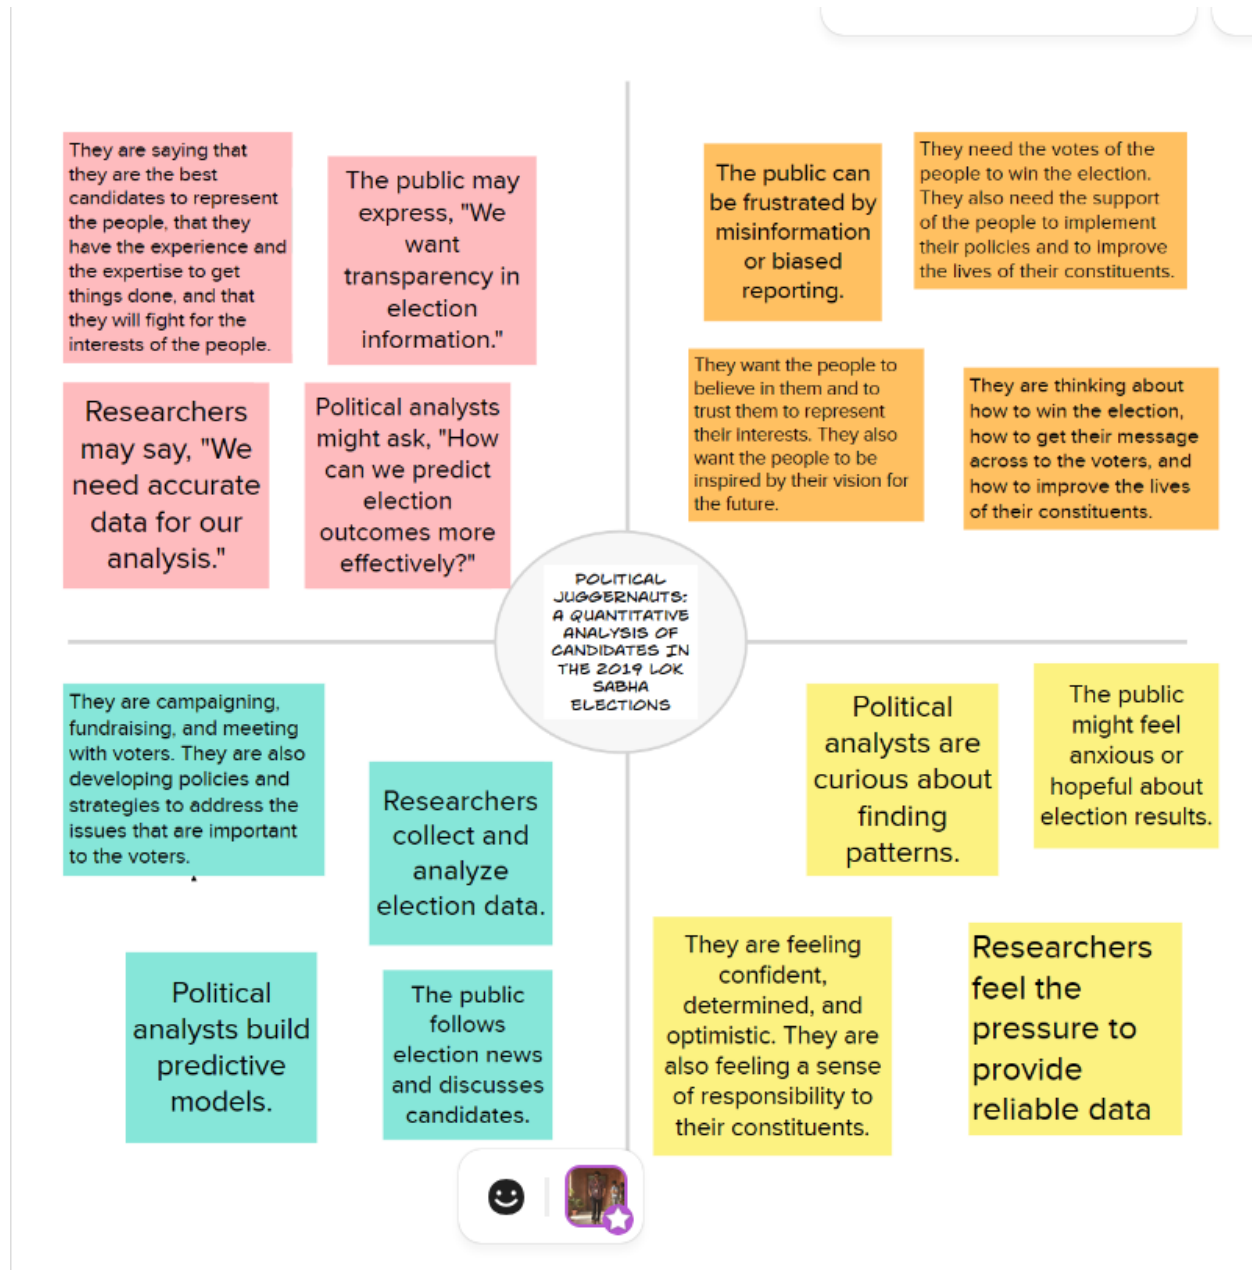 They are saying that
they are the best
candidates to represent
the people, that they
have the experience and
the expertise to get
things done, and that
they will fight for the
interests of the people.
The public may
express, "We
want
transparency in
election
information."
Researchers
may say, "We
need accurate
data for our
analysis."
Political analysts
might ask, "How
can we predict
election
outcomes more
effectively?"
The public can
be frustrated by
misinformation
or biased
reporting.
They need the votes of the
people to win the election.
They also need the support
of the people to implement
their policies and to improve
the lives of their constituents.
They want the people to
believe in them and to
trust them to represent
their interests. They also
want the people to be
inspired by their vision for
the future.
They are thinking about
how to win the election,
how to get their message
across to the voters, and
how to improve the lives
of their constituents.
POLITICAL
JUGGERNAUTS:
A QUANTITATIVE
ANALYSIS OF
CANDIDATES IN
THE 2019 LOK
SABHA
ELECTIONS
They are campaigning,
fundraising, and meeting
with voters. They are also
developing policies and
strategies to address the
issues that are important
to the voters.
Researchers
collect and
analyze
election data.
Political
analysts build
predictive
models.
The public
follows
election news
and discusses
candidates.
Political
analysts are
curious about
finding
patterns.
The public
might feel
anxious or
hopeful about
election results.
They are feeling
confident,
determined, and
optimistic. They are
also feeling a sense
of responsibility to
their constituents.
Researchers
feel the
pressure to
provide
reliable data